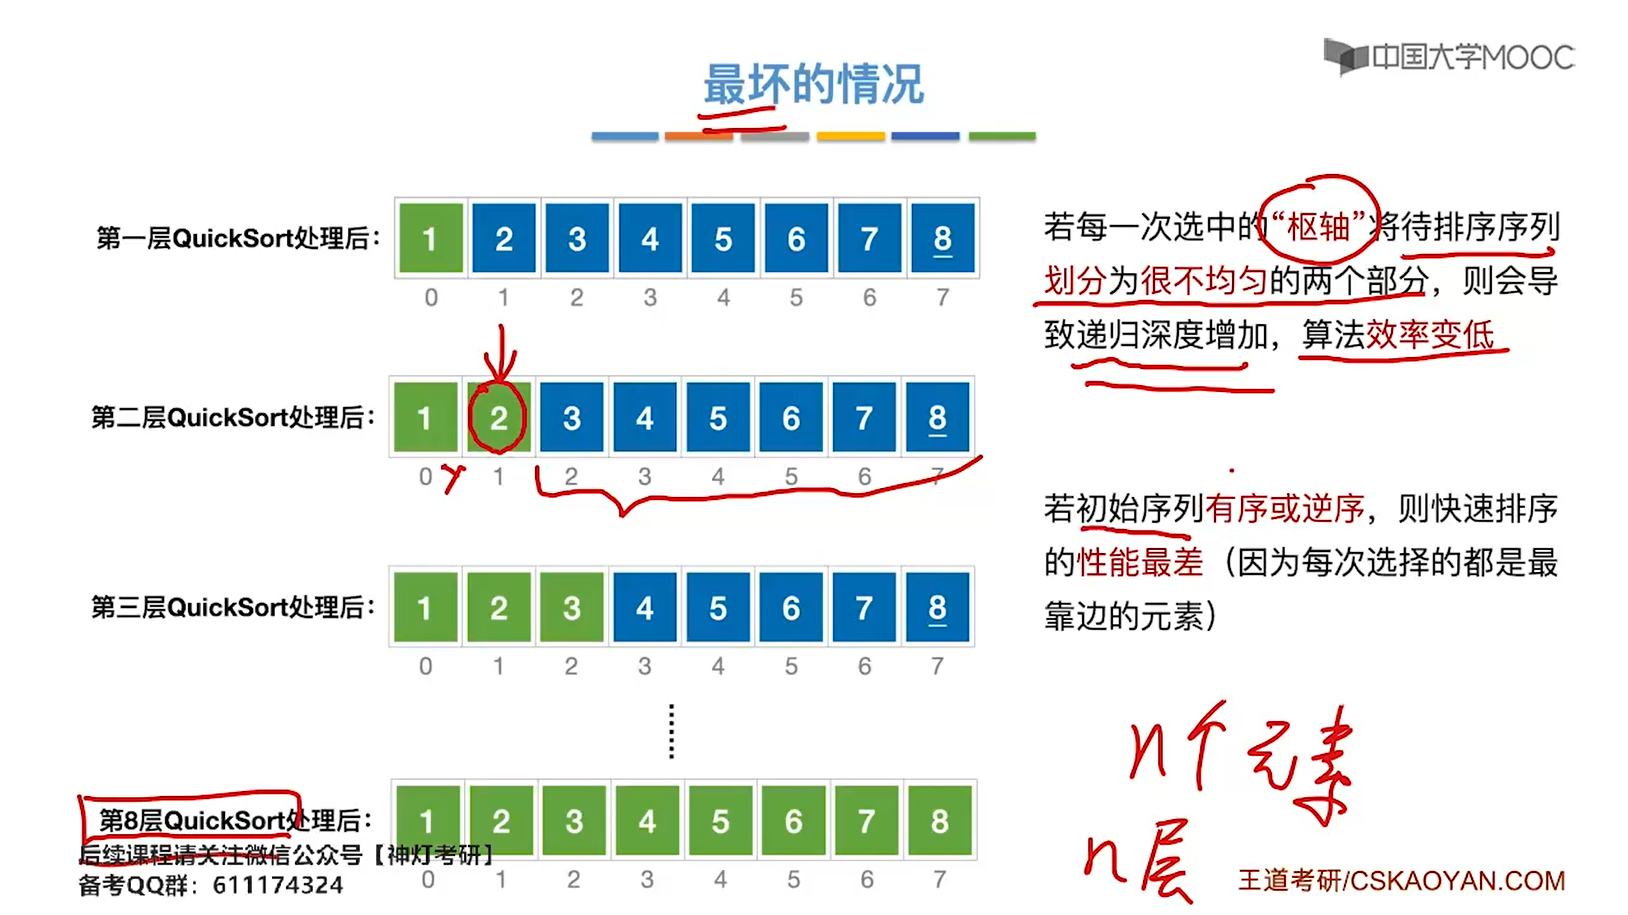 中国大学MOOC
最坏的情况
第一层QuickSort处理后：
1 2 3 4 5 6 7 8
0 1 2 3 4 5 6 7
若每一次选中的“枢轴”将待排序序列
划分为很不均匀的两个部分，则会导
致递归深度增加，算法效率变低
第二层QuickSort处理后：
1 2 3 4 5 6 7 8
0 1 2 3 4 5 6 7
若初始序列有序或逆序，则快速排序
的性能最差（因为每次选择的都是最
靠边的元素）
第三层QuickSort处理后：
1 2 3 4 5 6 7 8
0 1 2 3 4 5 6 7
n个元素
n层
第8层QuickSort处理后：
1 2 3 4 5 6 7 8
0 1 2 3 4 5 6 7
后续课程请关注微信公众号【神灯考研】
备考QQ群：611174324
王道考研/CSKAOYAN.COM